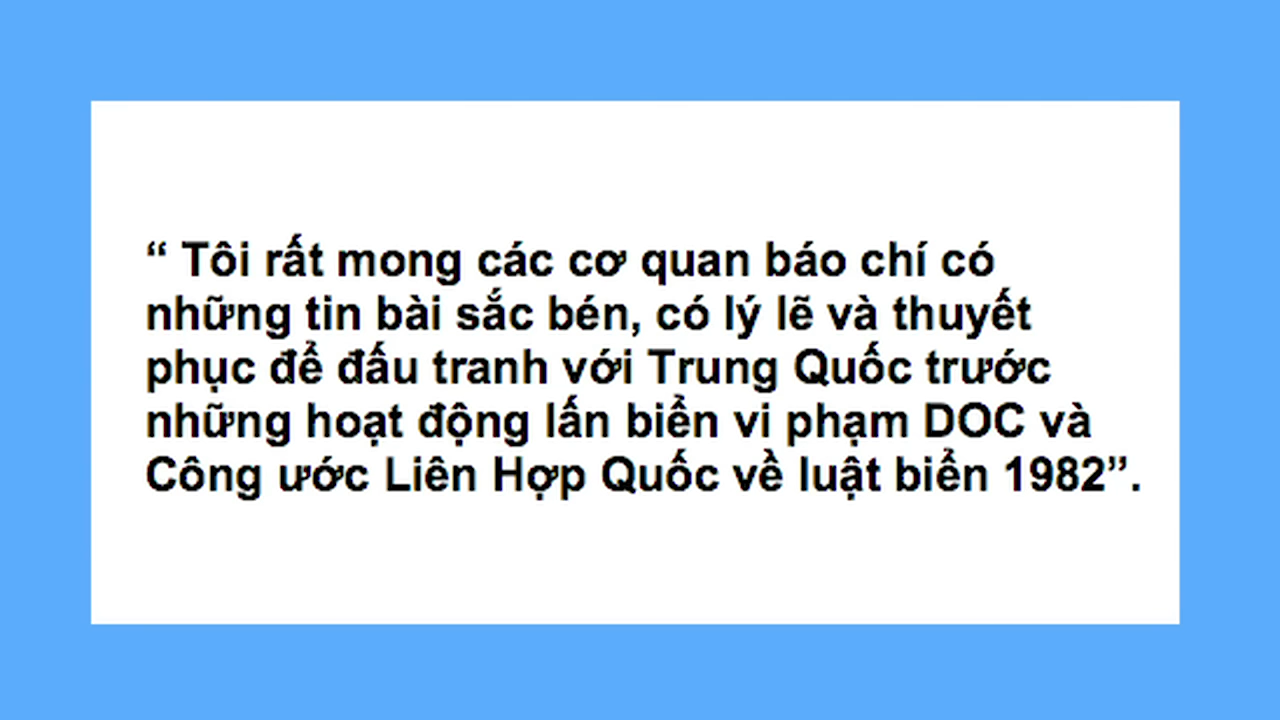 “ Tôi rất mong các cơ quan báo chí có
những tin bài sắc bén, có lý lẽ và thuyết
phục để đấu tranh với Trung Quốc trước
những hoạt động lấn biển vi phạm DOC và
Công ước Liên Hợp Quốc về luật biển 1982”.